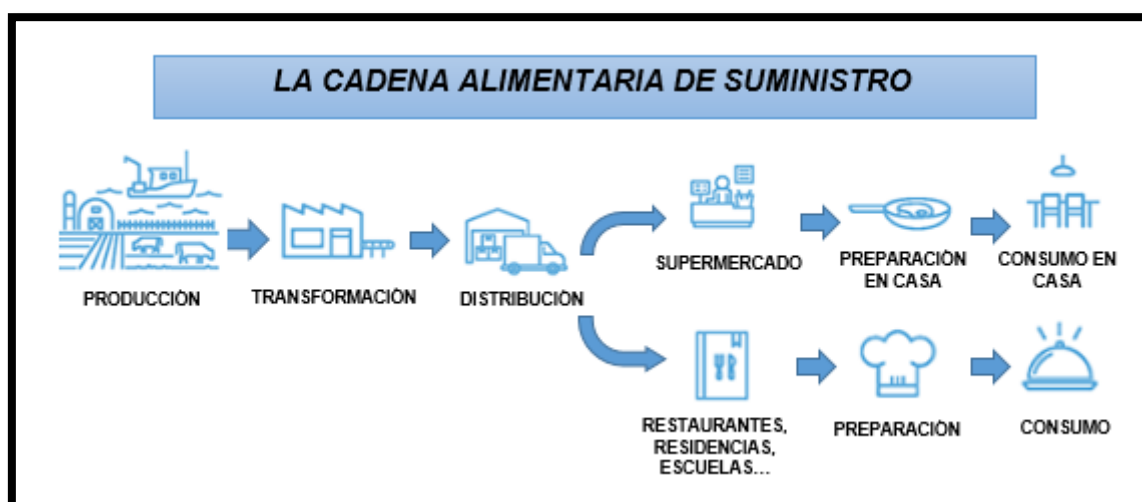 LA CADENA ALIMENTARIA DE SUMINISTRO
PRODUCCIÓN
TRANSFORMACIÓN
DISTRIBUCIÓN
SUPERMERCADO
PREPARACIÓN
EN CASA
CONSUMO EN
CASA
RESTAURANTES,
RESIDENCIAS,
ESCUELAS...
PREPARACIÓN
CONSUMO